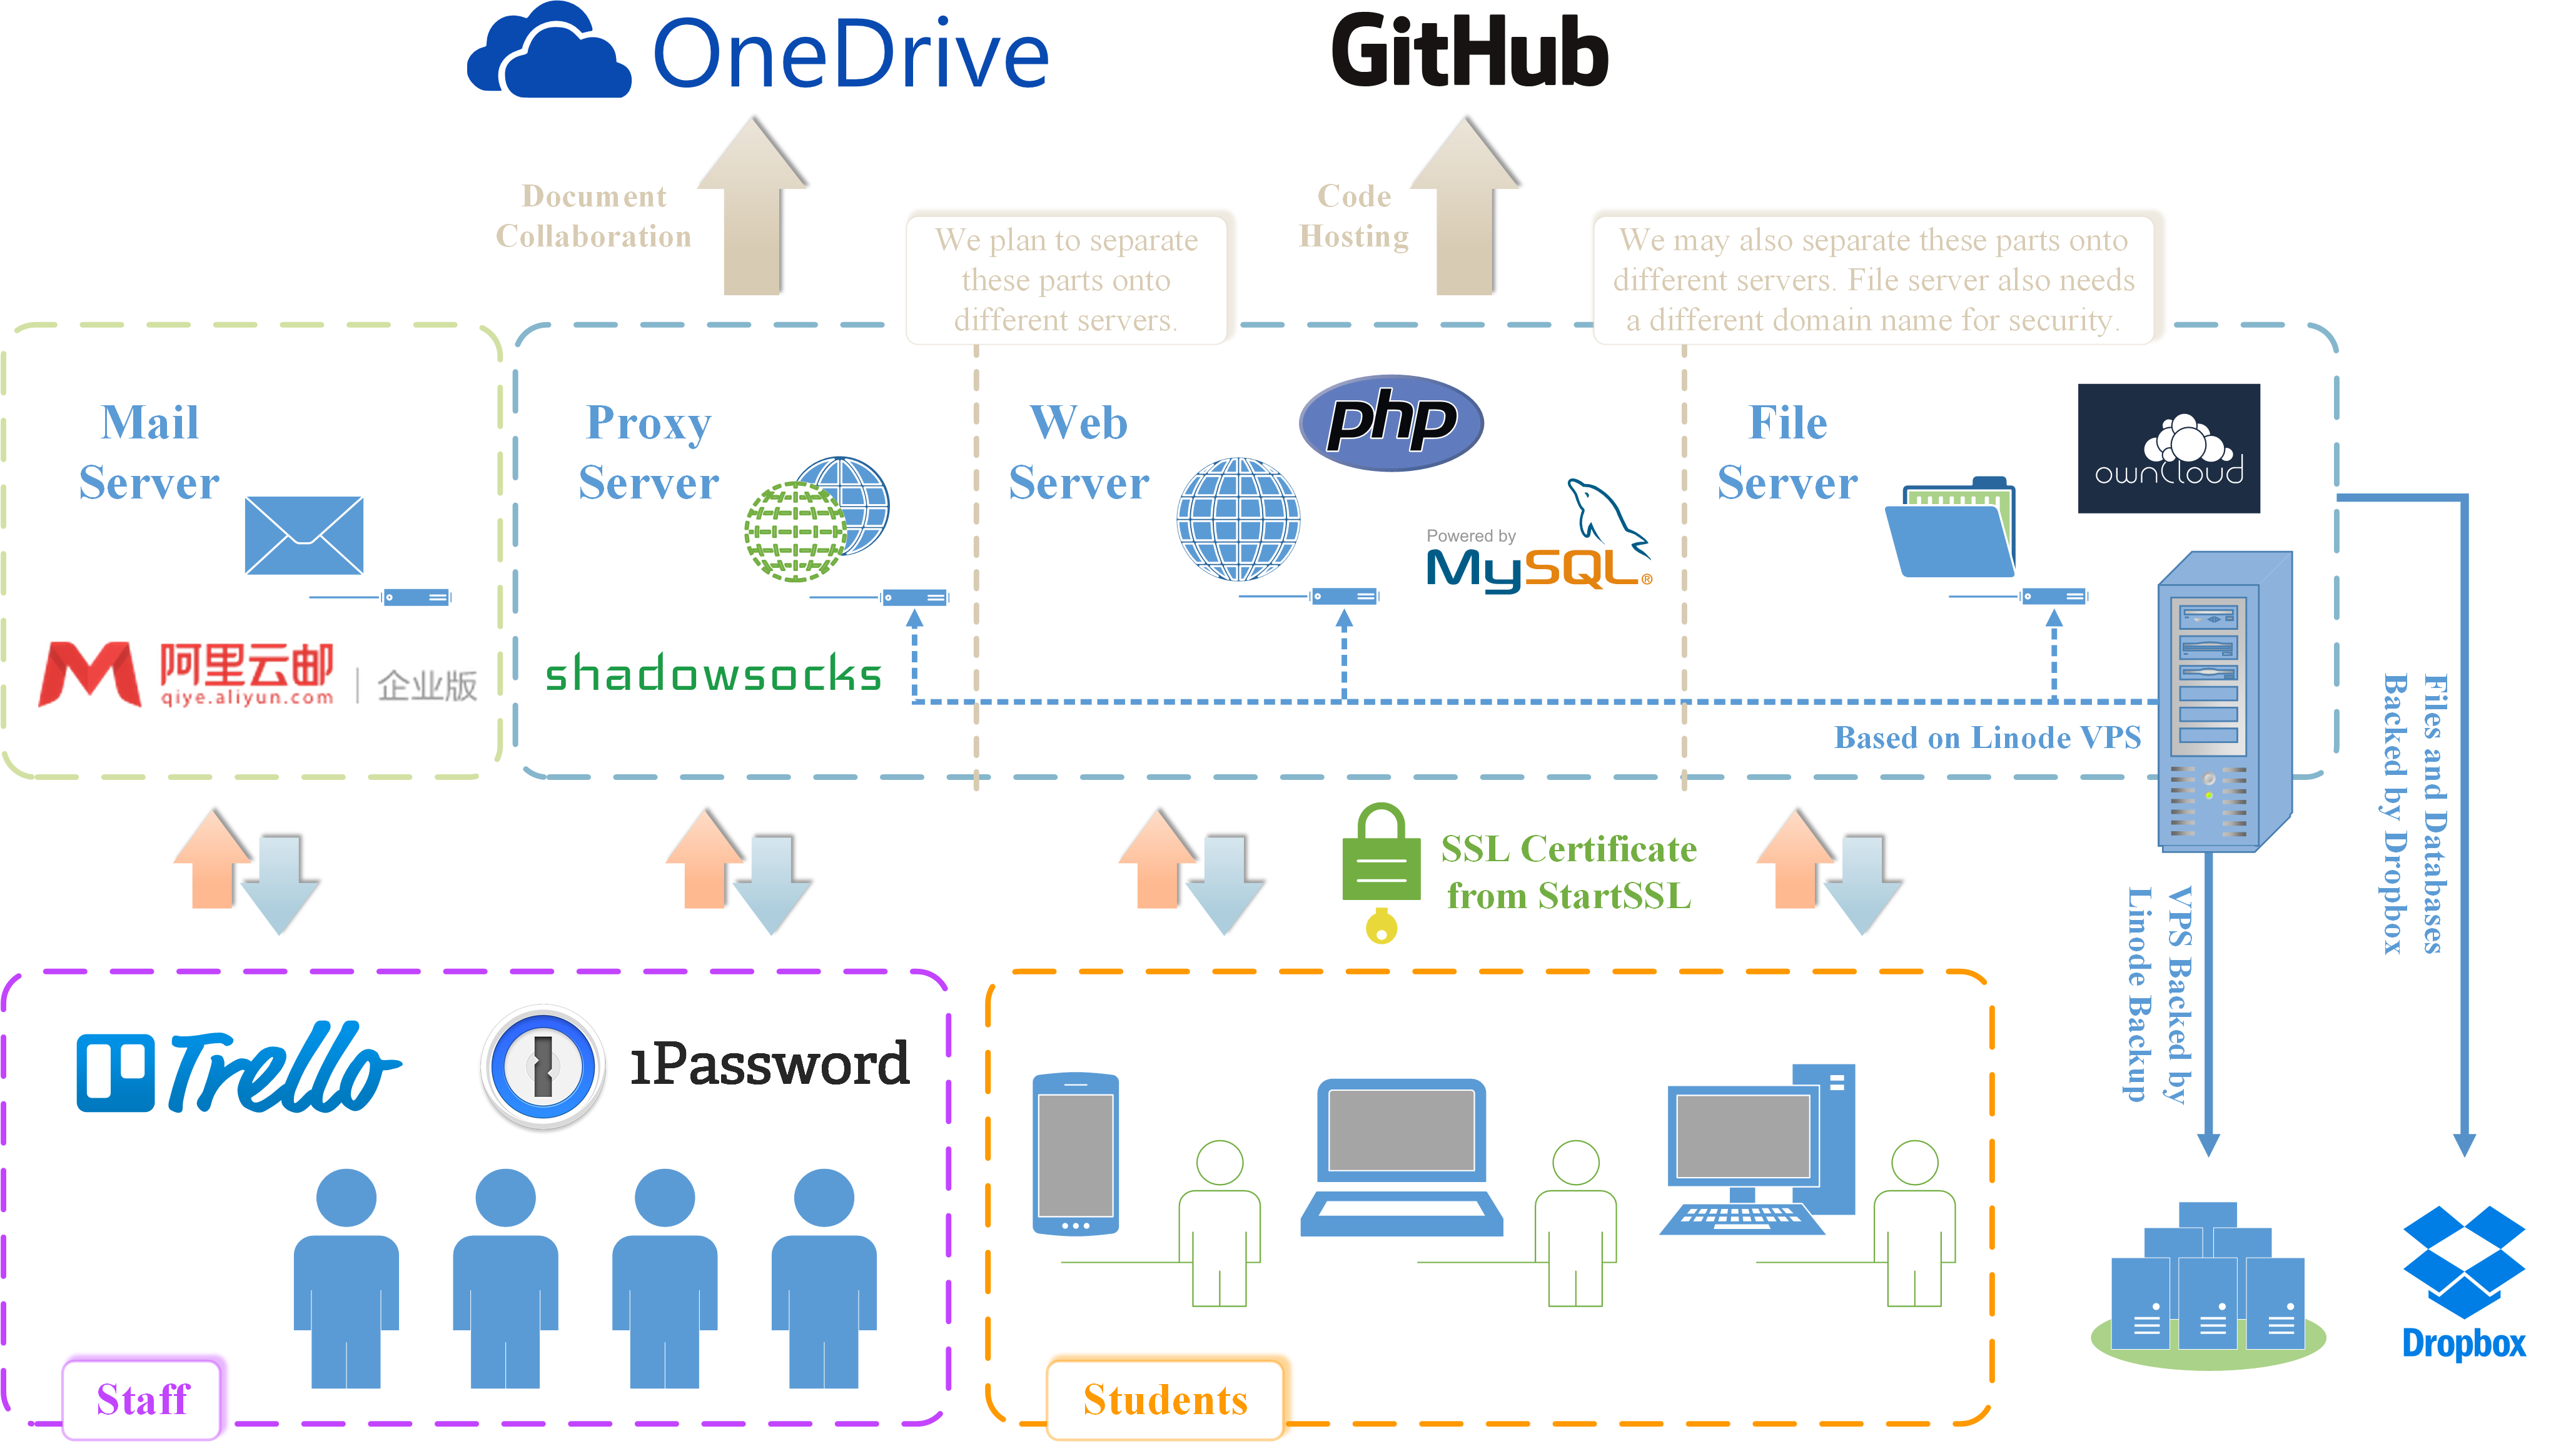 OneDrive
GitHub
Document
Collaboration
Code
Hosting
We plan to separate
these parts onto
different servers.
We may also separate these parts onto
different servers. File server also needs
a different domain name for security.
Mail
Server
阿里云邮
qiye.aliyun.com
企业版
Proxy
Server
shadowsocks
Web
Server
php
Powered by
MySQL®
File
Server
ownCloud
Based on Linode VPS
Files and Databases
Backed by Dropbox
VPS Backed by
Linode Backup
SSL Certificate
from StartSSL
Trello
1Password
Staff
Students
Dropbox